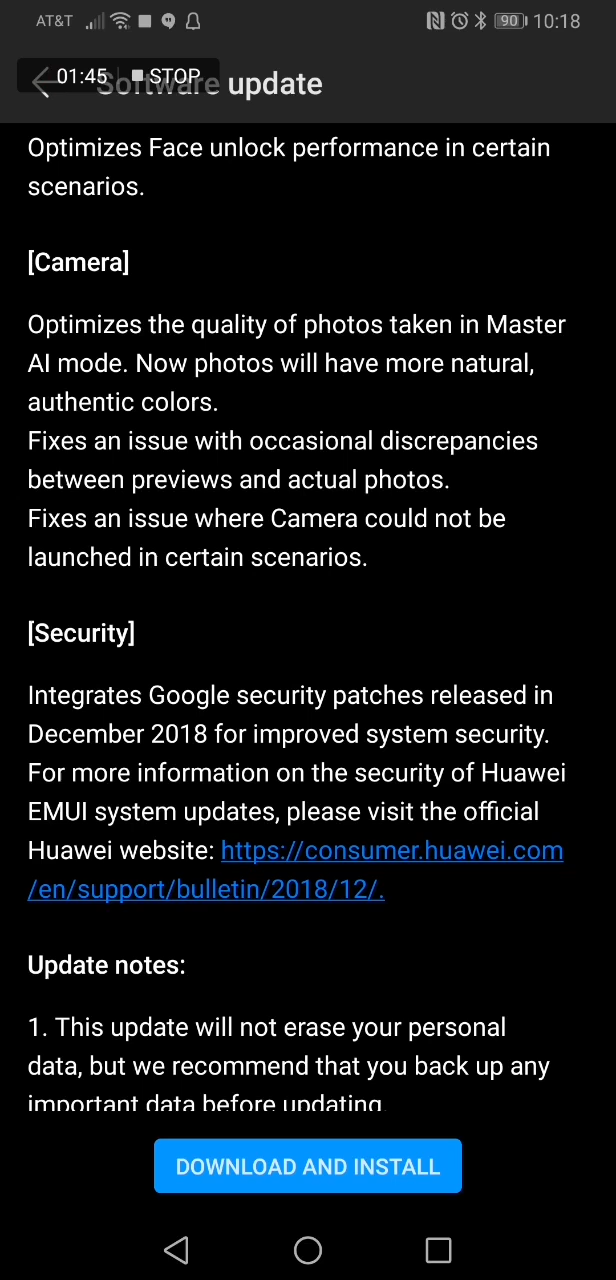 AT&T 90 10:18
01:45 STOP
Software update
Optimizes Face unlock performance in certain
scenarios.
[Camera]
Optimizes the quality of photos taken in Master
AI mode. Now photos will have more natural,
authentic colors.
Fixes an issue with occasional discrepancies
between previews and actual photos.
Fixes an issue where Camera could not be
launched in certain scenarios.
[Security]
Integrates Google security patches released in
December 2018 for improved system security.
For more information on the security of Huawei
EMUI system updates, please visit the official
Huawei website: https://consumer.huawei.com
/en/support/bulletin/2018/12/.
Update notes:
1. This update will not erase your personal
data, but we recommend that you back up any
important data before updating.
DOWNLOAD AND INSTALL